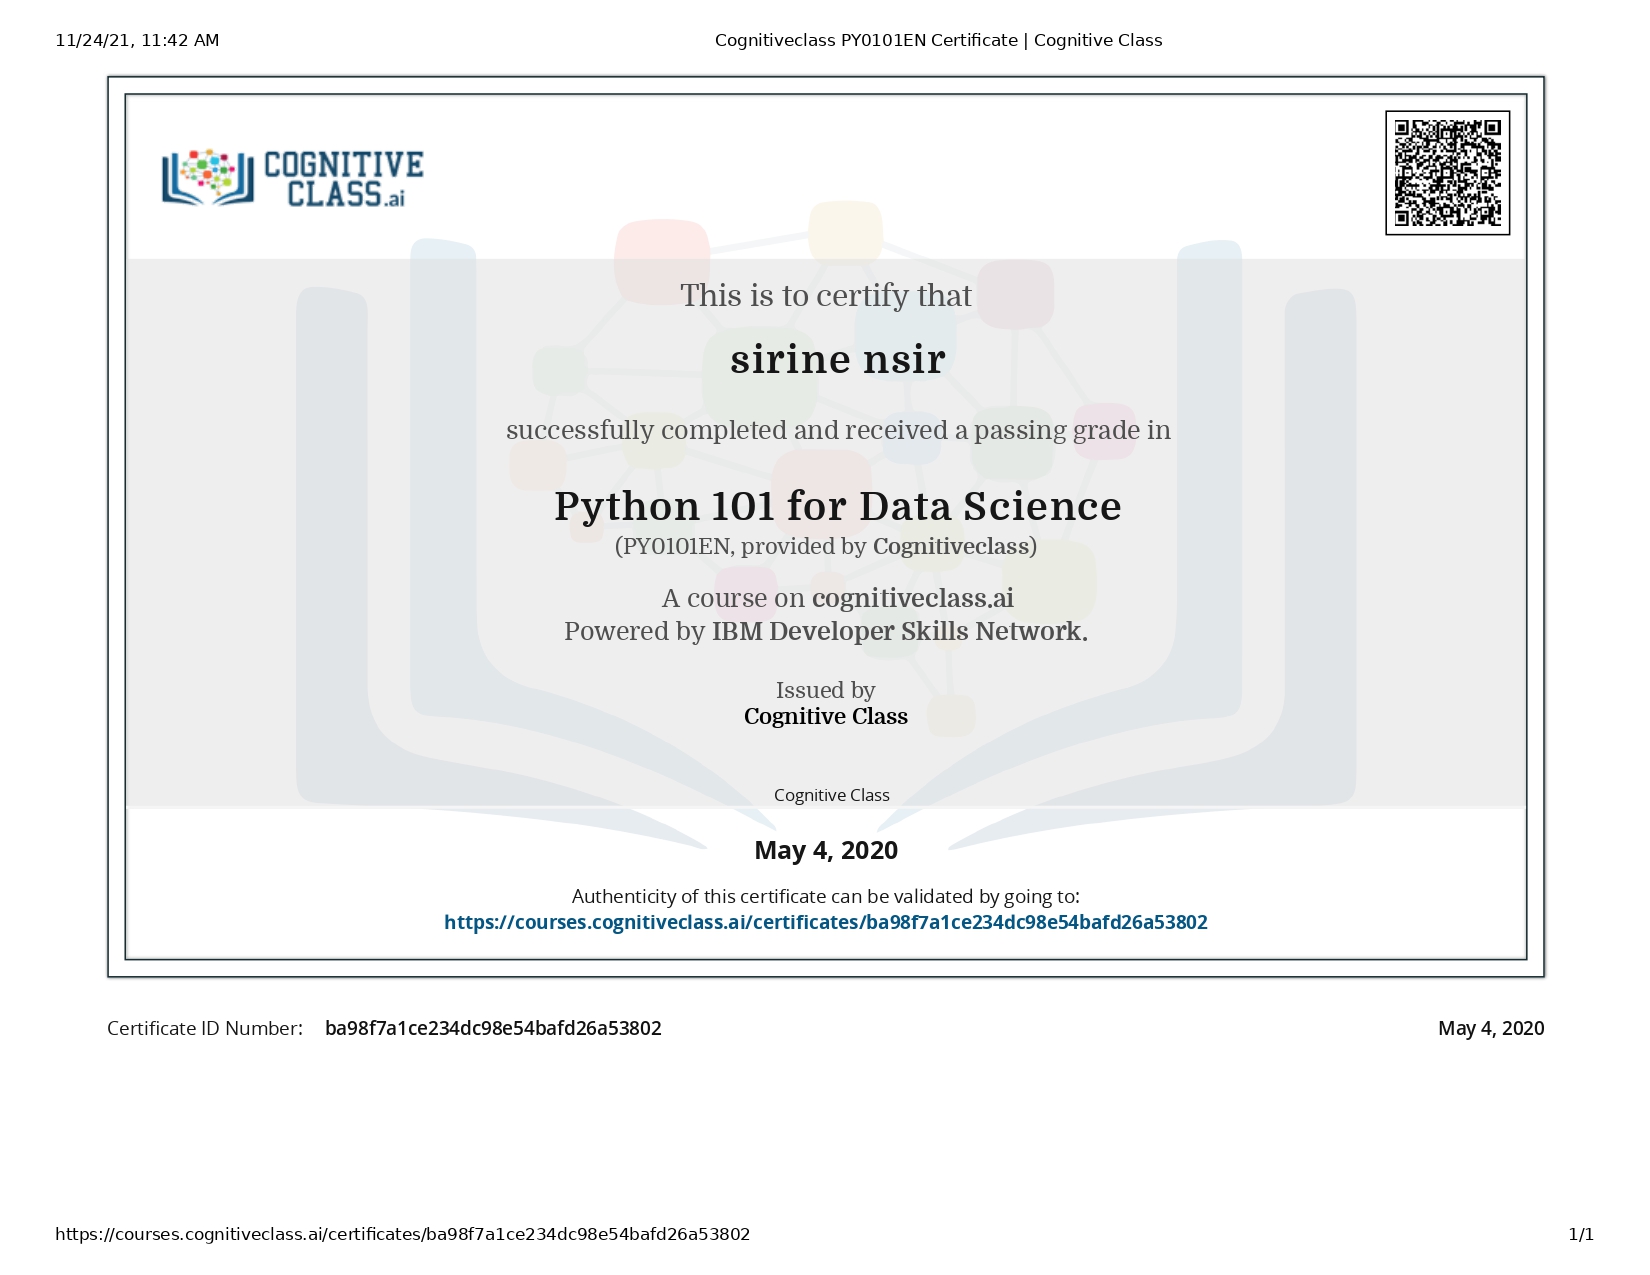 11/24/21, 11:42 AM
Cognitiveclass PY0101EN Certificate | Cognitive Class
COGNITIVE
CLASS.ai
This is to certify that
sirine nsir
successfully completed and received a passing grade in
Python 101 for Data Science
(PY0101EN, provided by Cognitiveclass)
A course on cognitiveclass.ai
Powered by IBM Developer Skills Network.
Issued by
Cognitive Class
Cognitive Class
May 4, 2020
Authenticity of this certificate can be validated by going to:
https://courses.cognitiveclass.ai/certificates/ba98f7a1ce234dc98e54bafd26a53802
Certificate ID Number: ba98f7a1ce234dc98e54bafd26a53802
May 4, 2020
https://courses.cognitiveclass.ai/certificates/ba98f7a1ce234dc98e54bafd26a53802
1/1